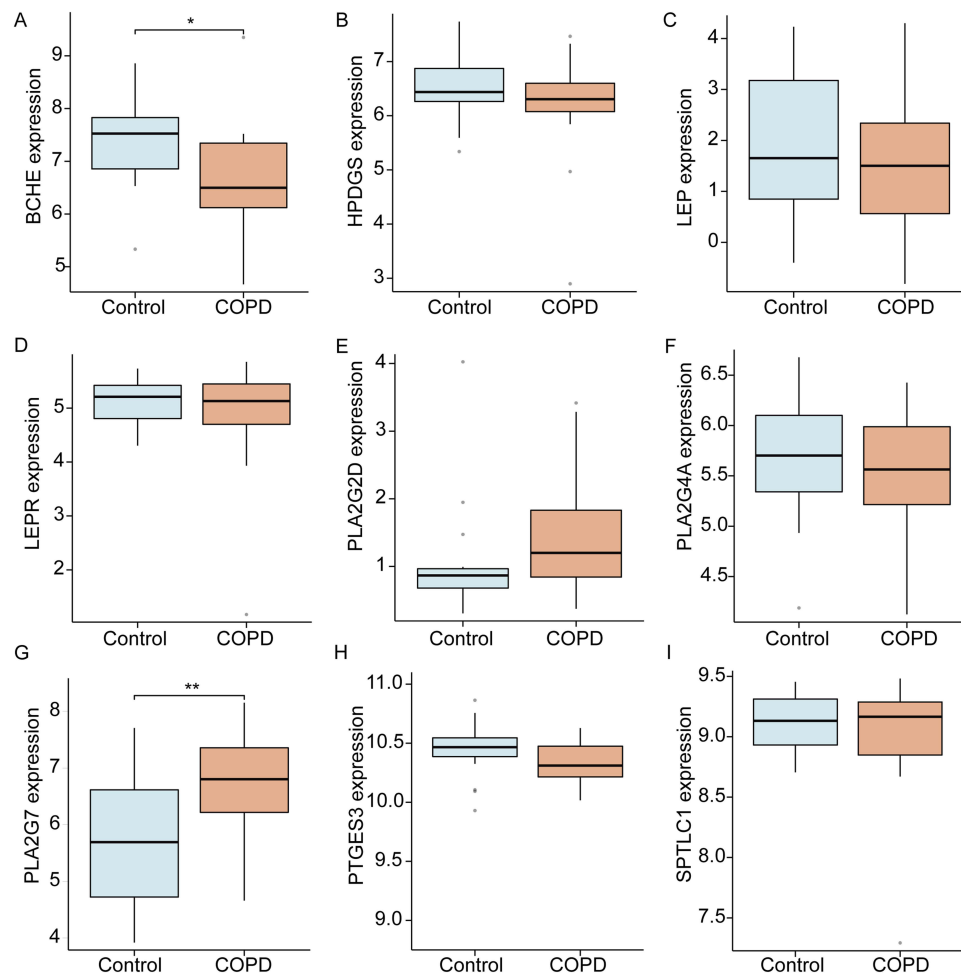 A
BCHE expression
9
8
7
6
5
*
Control COPD
B
HPDGS expression
7
6
5
4
3
Control COPD
C
LEP expression
4
3
2
1
0
Control COPD
D
LEPR expression
5
4
3
2
Control COPD
E
PLA2G2D expression
4
3
2
1
Control COPD
F
PLA2G4A expression
6.5
6.0
5.5
5.0
4.5
Control COPD
G
PLA2G7 expression
8
7
6
5
4
**
Control COPD
H
PTGES3 expression
11.0
10.5
10.0
9.5
9.0
Control COPD
I
SPTLC1 expression
9.5
9.0
8.5
8.0
7.5
Control COPD